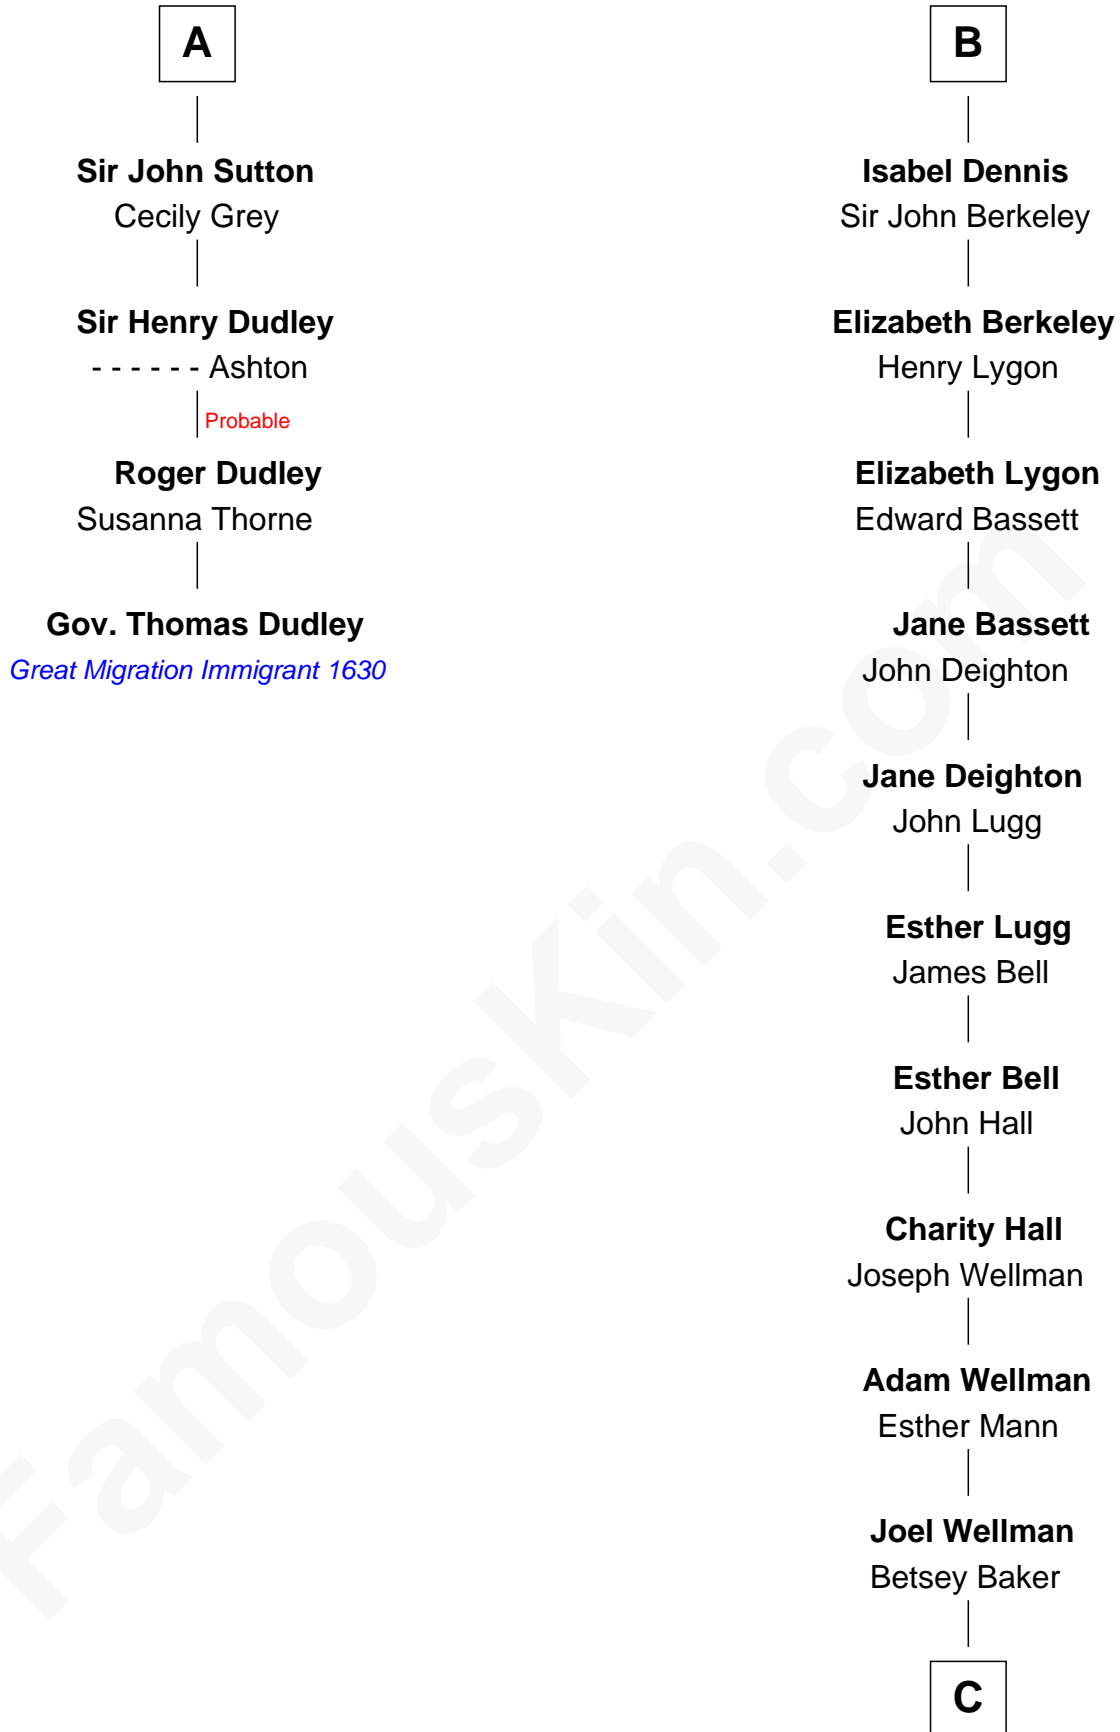 A
Sir John Sutton
Cecily Grey
Sir Henry Dudley
- - - - - - Ashton
Probable
Roger Dudley
Susanna Thorne
Gov. Thomas Dudley
Great Migration Immigrant 1630
B
Isabel Dennis
Sir John Berkeley
Elizabeth Berkeley
Henry Lygon
Elizabeth Lygon
Edward Bassett
Jane Bassett
John Deighton
Jane Deighton
John Lugg
Esther Lugg
James Bell
Esther Bell
John Hall
Charity Hall
Joseph Wellman
Adam Wellman
Esther Mann
Joel Wellman
Betsey Baker
C
FamousKin.com